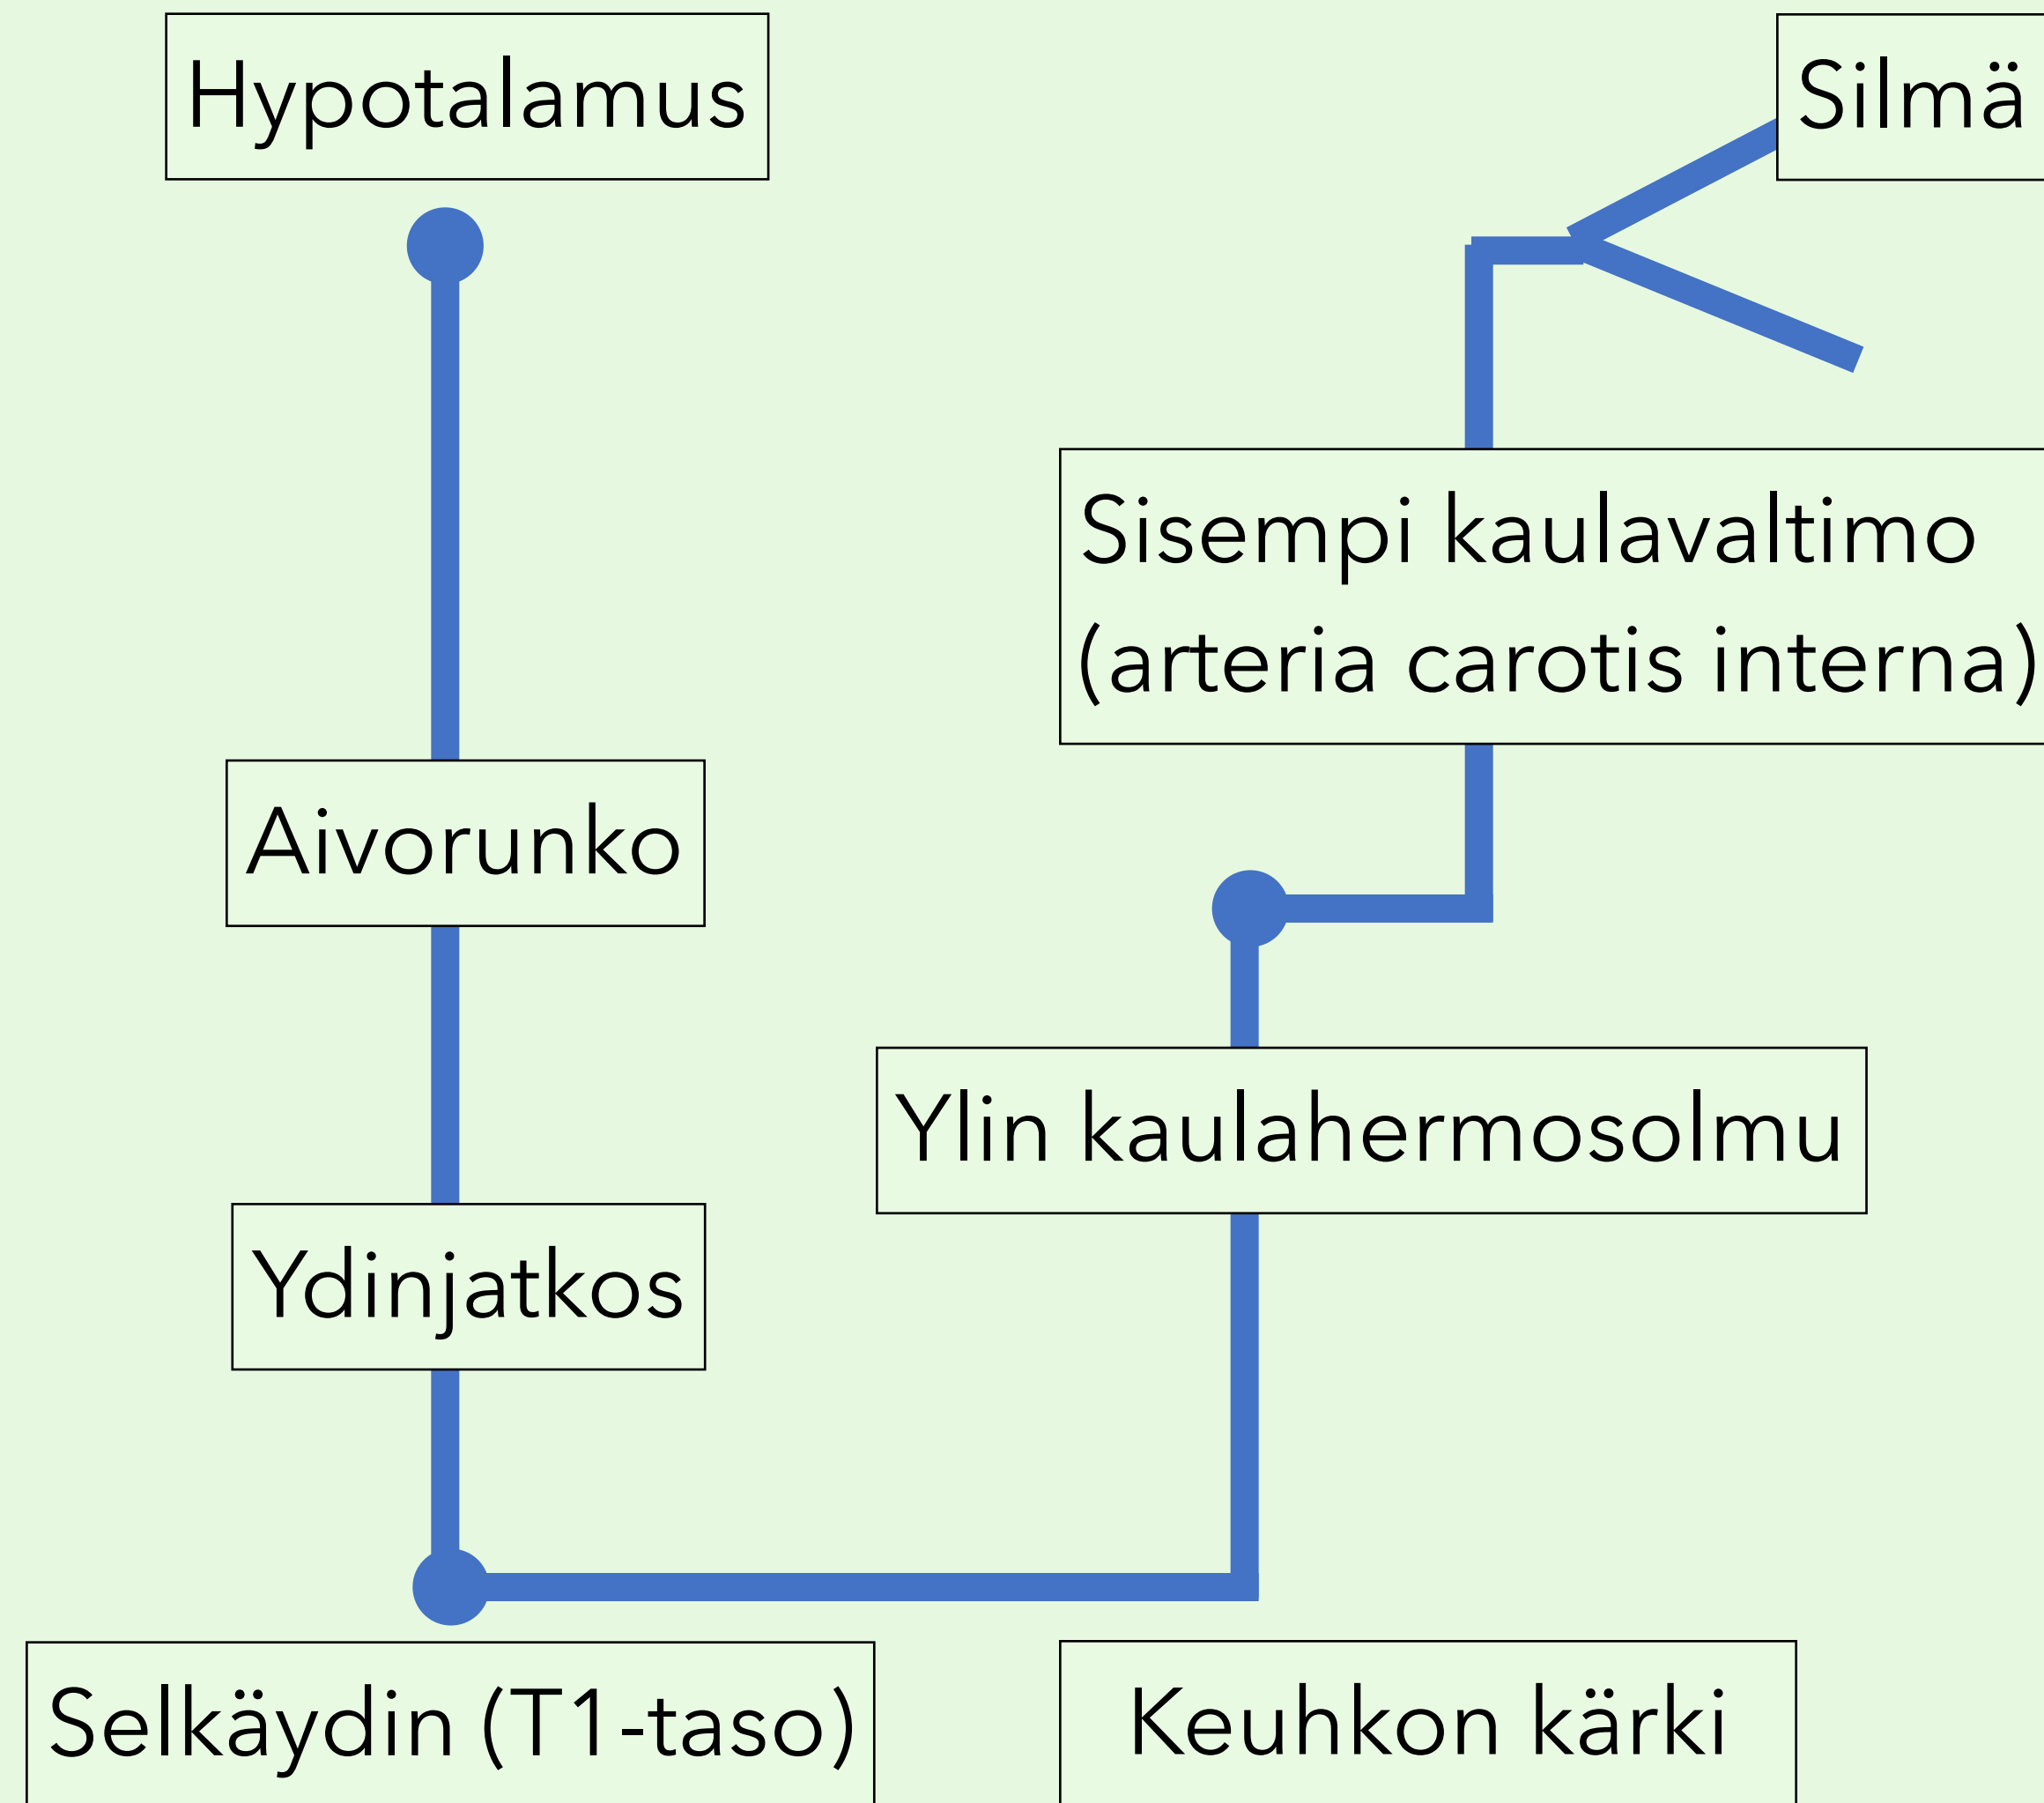 Hypotalamus
Silmä
Sisempi kaulavaltimo
(arteria carotis interna)
Aivorunko
Ylin kaulahermosolmu
Ydinjatkos
Selkäydin (T1-taso)
Keuhkon kärki